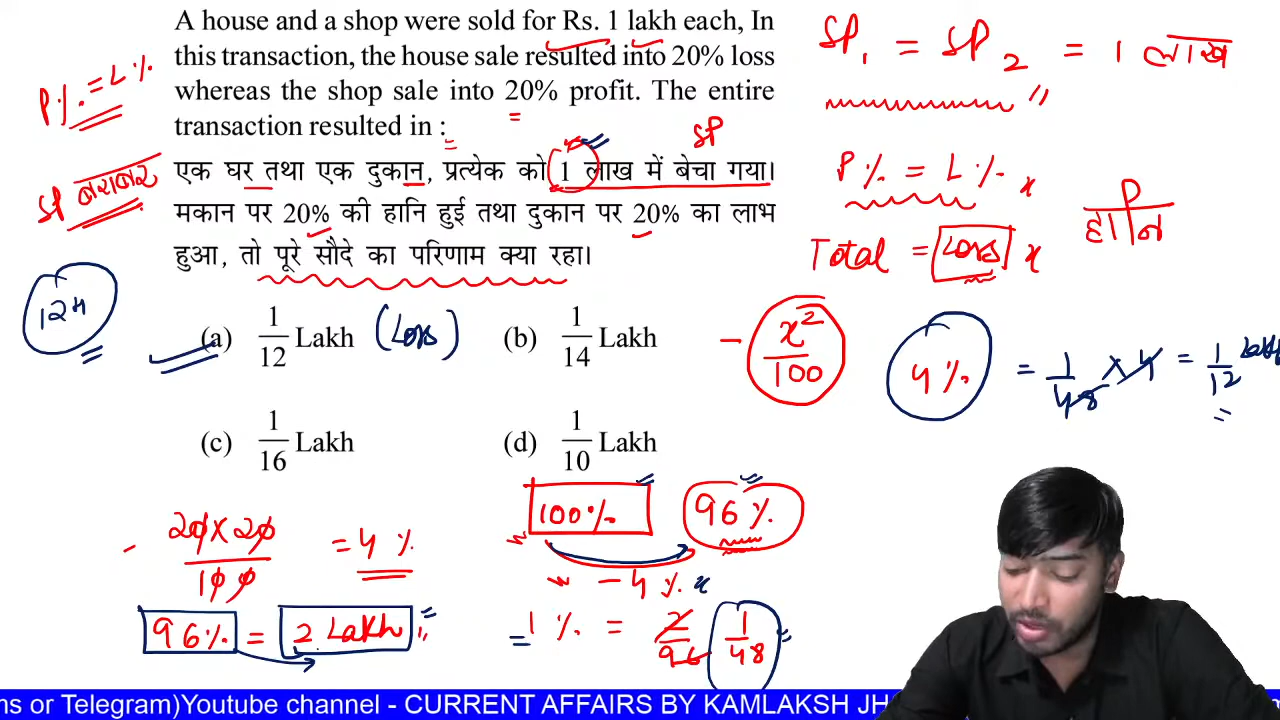 A house and a shop were sold for Rs. 1 lakh each, In
this transaction, the house sale resulted into 20% loss
whereas the shop sale into 20% profit. The entire
transaction resulted in :
एक घर तथा एक दुकान, प्रत्येक को 1 लाख में बेचा गया।
मकान पर 20% की हानि हुई तथा दुकान पर 20% का लाभ
हुआ, तो पूरे सौदे का परिणाम क्या रहा।
P% = L%
SP बराबर
SP
SP₁ = SP₂ = 1 लाख
P% = L%
Total = Loss
P
हानि
12th
(a) 1/12 Lakh (Loss) (b) 1/14 Lakh
(c) 1/16 Lakh (d) 1/10 Lakh
- x²/100
4% = 1/48 × 4 = 1/12 Lakh
- 20 × 20/100 = 4%
100% 96%
- 4%
96% = 2 Lakh
1% = 2/96 1/48
ns or Telegram)Youtube channel - CURRENT AFFAIRS BY KAMLAKSH JH